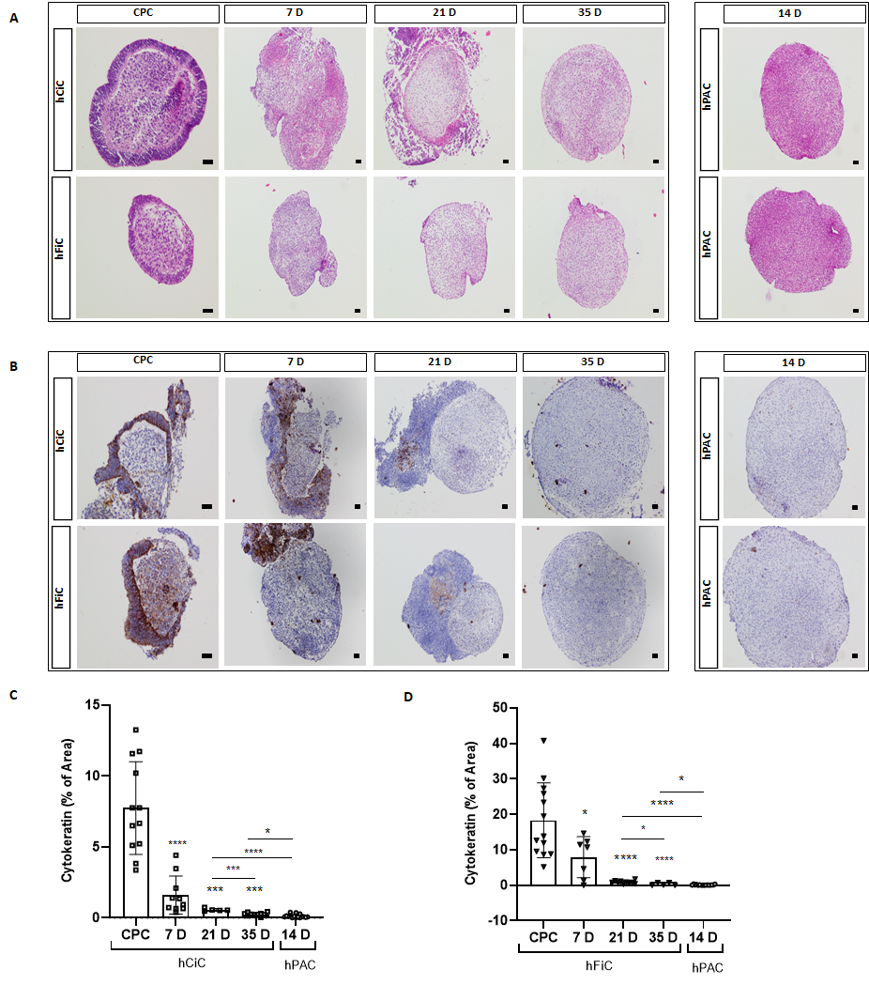 A
CPC 7 D 21 D 35 D 14 D
hCiC hPAC
hFiC hPAC
B
CPC 7 D 21 D 35 D 14 D
hCiC hPAC
hFiC hPAC
C
Cytokeratin (% of Area)
15
10
5
0
****
***
***
***
****
*
CPC 7 D 21 D 35 D 14 D
hCiC hPAC
D
Cytokeratin (% of Area)
50
40
30
20
10
0
-10
*
****
****
*
****
*
CPC 7 D 21 D 35 D 14 D
hFiC hPAC